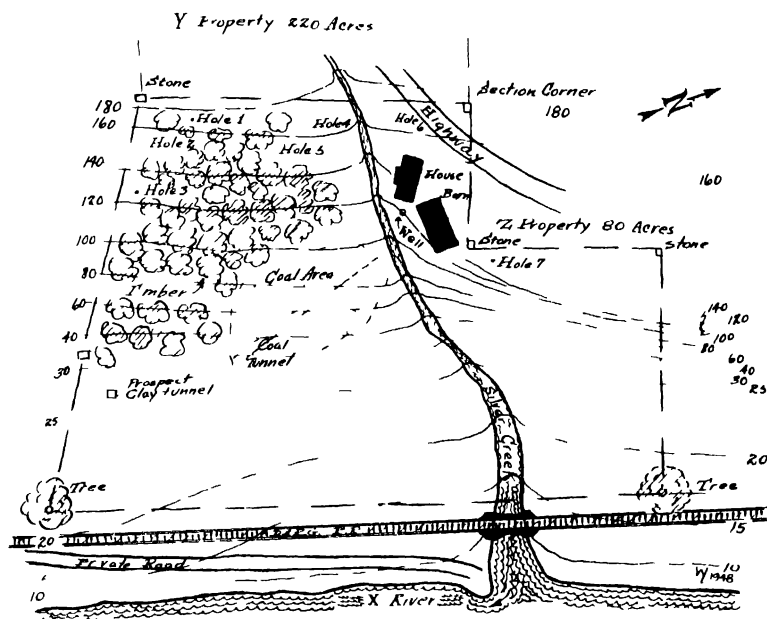 Y Property 220 Acres
Stone
Section Corner
180
N
180
160
Hole 1
Hole 4
Hole 6
Highway
Hole 2
Hole 5
140
House
160
Hole 3
120
Barn
Well
Z Property 80 Acres
Stone
Stone
100
Hole 7
80
Coal Area
Timber
60
Coal
Tunnel
40
30
140
120
100
80
60
40
30
25
Prospect
Clay tunnel
25
Silver Creek
20
Tree
Tree
15
20
R.R.
Private Road
10
1948
10
X River